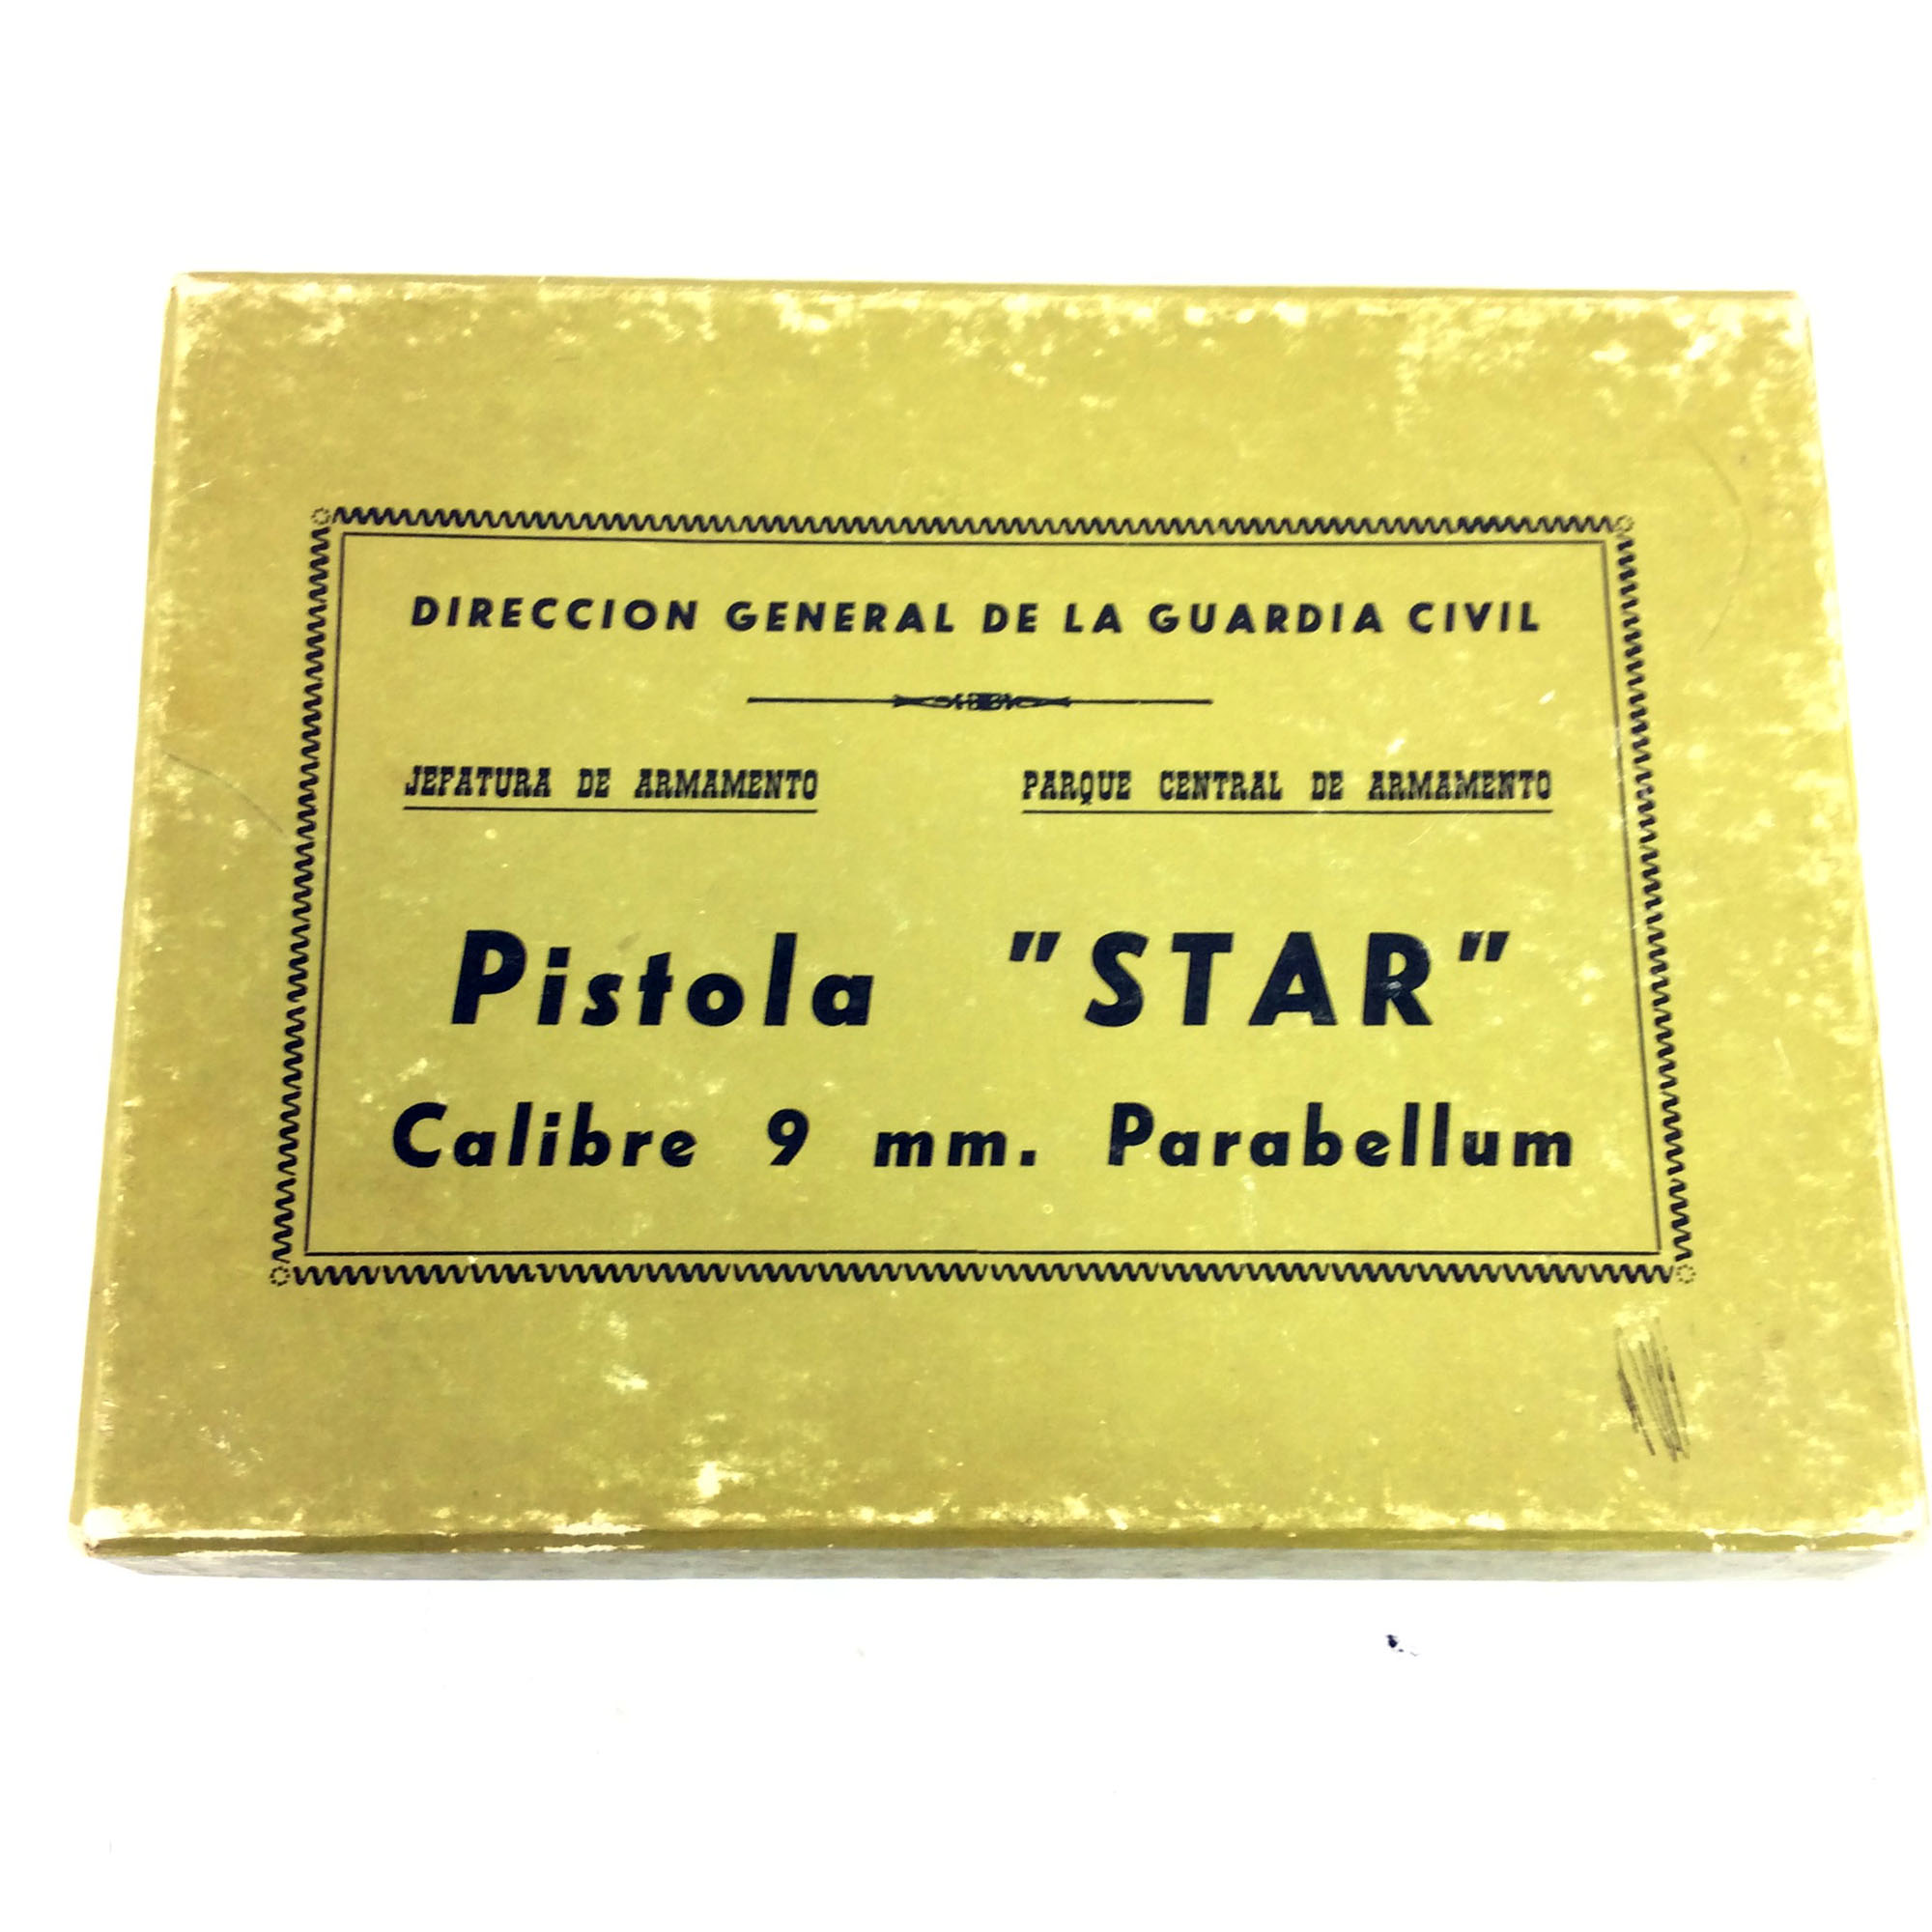 DIRECCION GENERAL DE LA GUARDIA CIVIL
JEFATURA DE ARMAMENTO PARQUE CENTRAL DE ARMAMENTO
Pistola "STAR"
Calibre 9 mm. Parabellum